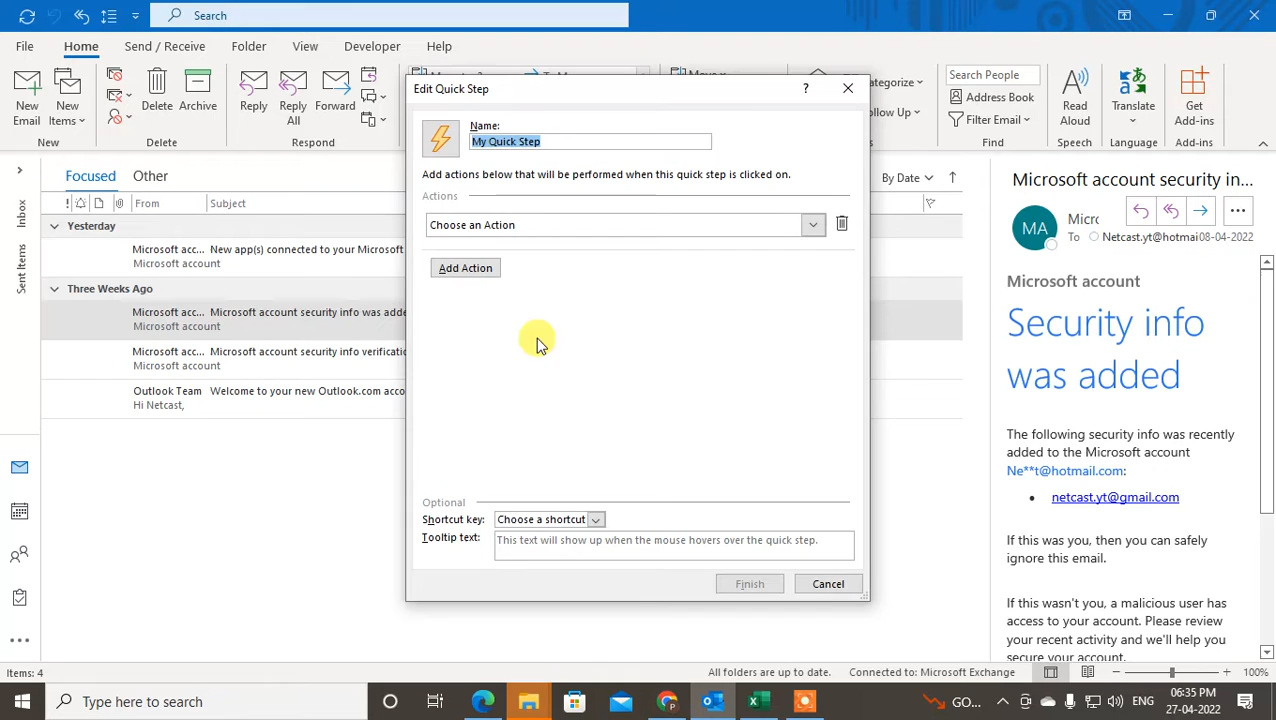 Search
File Home Send / Receive Folder View Developer Help
New Email
New Items
Delete
Archive
Reply
Reply All
Forward
Search People
Address Book
Filter Email
Read Aloud
Translate
Get Add-ins
New Delete Respond Find Speech Language Add-ins
Edit Quick Step
Name:
My Quick Step
Add actions below that will be performed when this quick step is clicked on.
Actions
Choose an Action
Add Action
Optional
Shortcut key: Choose a shortcut
Tooltip text: This text will show up when the mouse hovers over the quick step.
Finish Cancel
Inbox
Sent Items
Focused Other
By Date
From Subject
Yesterday
Microsoft acc... New app(s) connected to your Microsoft
Microsoft account
Three Weeks Ago
Microsoft acc... Microsoft account security info was adde
Microsoft account
Microsoft acc... Microsoft account security info verificatio
Microsoft account
Outlook Team Welcome to your new Outlook.com acco
Hi Netcast,
Microsoft account security in...
MA
Micr
To Netcast.yt@hotmai 08-04-2022
Microsoft account
Security info
was added
The following security info was recently
added to the Microsoft account
Ne**t@hotmail.com:
• netcast.yt@gmail.com
If this was you, then you can safely
ignore this email.
If this wasn't you, a malicious user has
access to your account. Please review
your recent activity and we'll help you
secure your account.
Items: 4 All folders are up to date. Connected to: Microsoft Exchange 100%
Type here to search
GO...
ENG
06:35 PM
27-04-2022